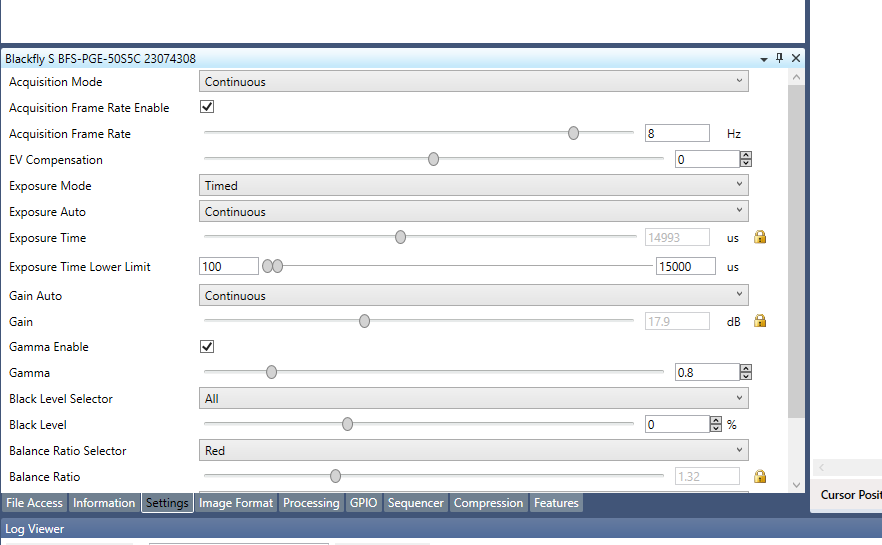 Blackfly S BFS-PGE-50S5C 23074308
Acquisition Mode Continuous
Acquisition Frame Rate Enable
Acquisition Frame Rate 8 Hz
EV Compensation 0
Exposure Mode Timed
Exposure Auto Continuous
Exposure Time 14993 us
Exposure Time Lower Limit 100 15000 us
Gain Auto Continuous
Gain 17.9 dB
Gamma Enable
Gamma 0.8
Black Level Selector All
Black Level 0 %
Balance Ratio Selector Red
Balance Ratio 1.32
File Access Information Settings Image Format Processing GPIO Sequencer Compression Features
Cursor Posit
Log Viewer